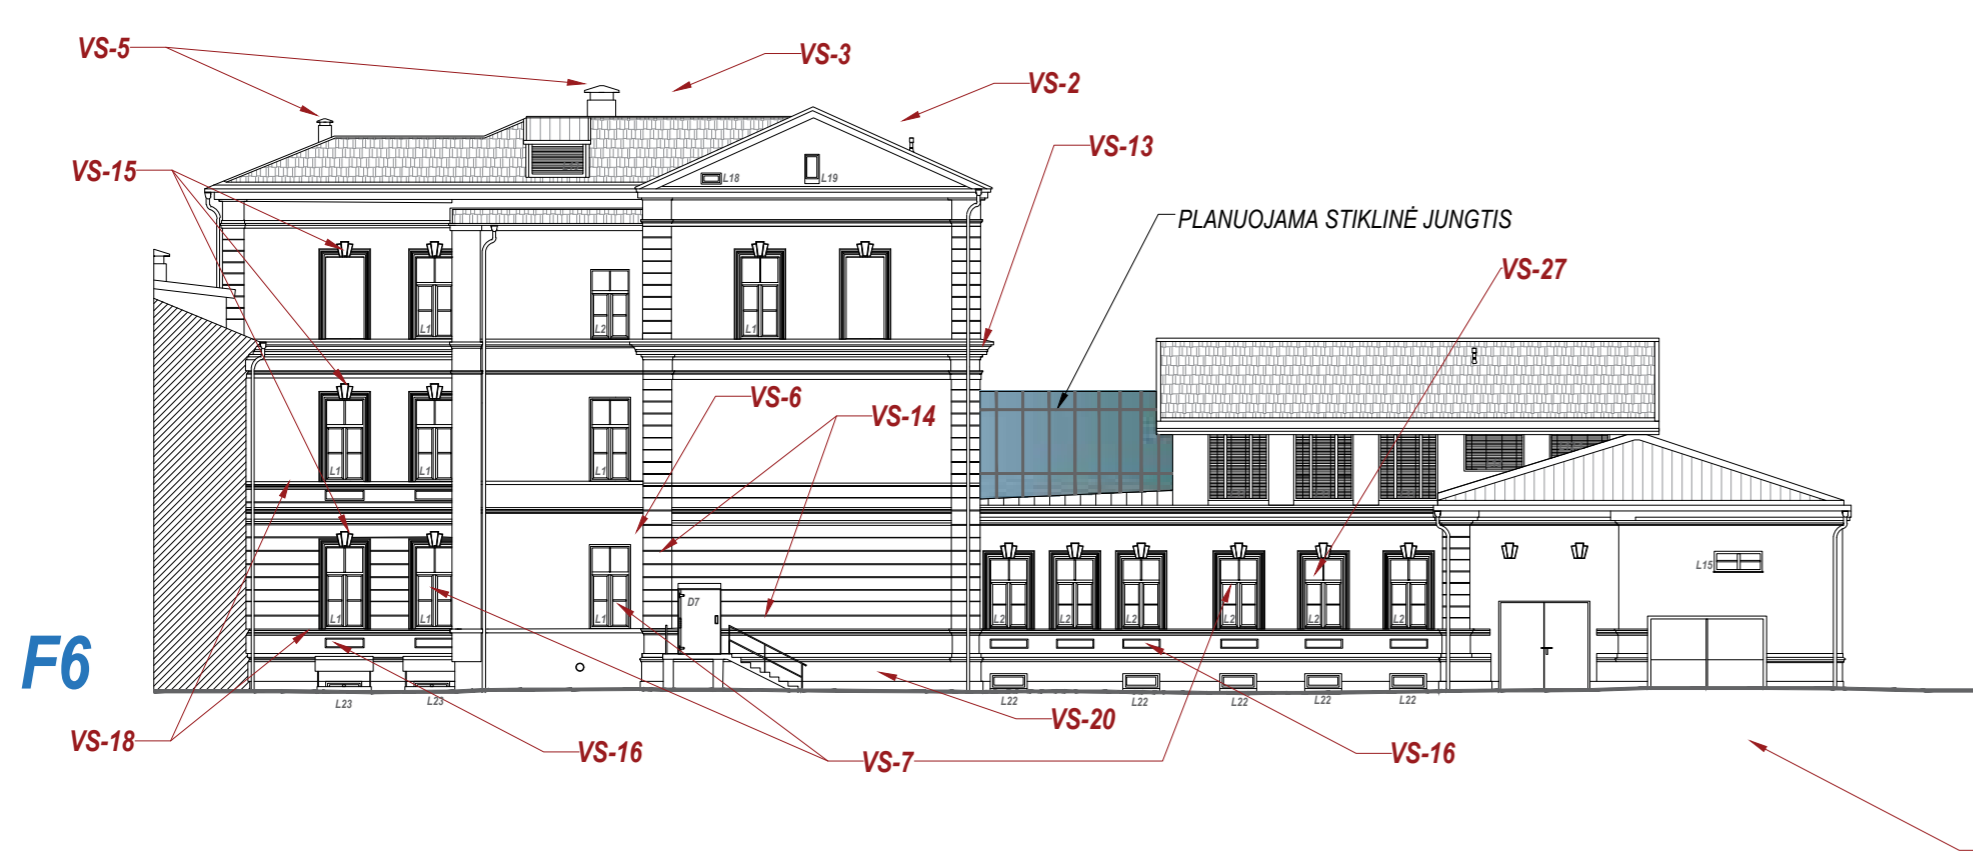 VS-5
VS-3
VS-2
VS-13
VS-15
L18
L19
PLANUOJAMA STIKLINĖ JUNGTIS
VS-27
L1
L2
L1
VS-6
VS-14
L1
L1
L1
L15
D7
L1
L1
L1
L2
L2
L2
L2
L2
L2
F6
L23
L23
L22
L22
L22
L22
L22
VS-18
VS-16
VS-7
VS-20
VS-16